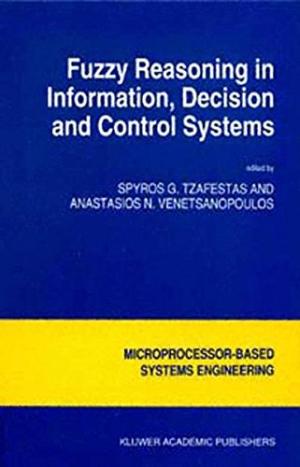 Fuzzy Reasoning in
Information, Decision
and Control Systems
edited by
SPYROS G. TZAFESTAS AND
ANASTASIOS N. VENETSANOPOULOS
MICROPROCESSOR-BASED
SYSTEMS ENGINEERING
KLUWER ACADEMIC PUBLISHERS